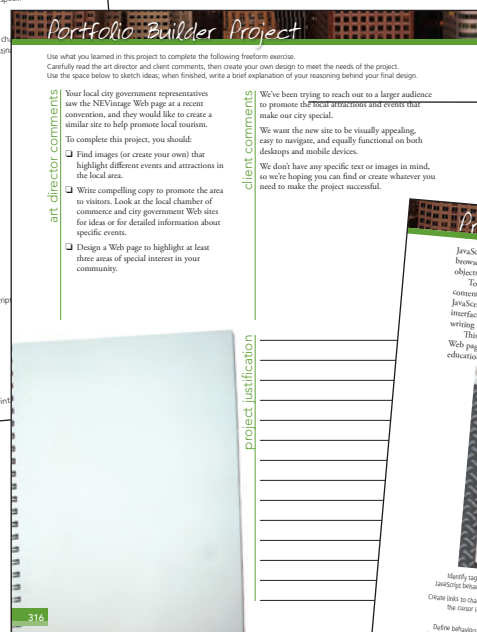 Portfolio Builder Project
Use what you learned in this project to complete the following freeform exercise.
Carefully read the art director and client comments, then create your own design to meet the needs of the project.
Use the space below to sketch ideas; when finished, write a brief explanation of your reasoning behind your final design.
art director comments
Your local city government representatives
saw the NEVintage Web page at a recent
convention, and they would like to create a
similar site to help promote local tourism.
To complete this project, you should:
❑ Find images (or create your own) that
highlight different events and attractions in
the local area.
❑ Write compelling copy to promote the area
to visitors. Look at the local chamber of
commerce and city government Web sites
for ideas or for detailed information about
specific events.
❑ Design a Web page to highlight at least
three areas of special interest in your
community.
client comments
We've been trying to reach out to a larger audience
to promote the local attractions and events that
make our city special.
We want the new site to be visually appealing,
easy to navigate, and equally functional on both
desktops and mobile devices.
We don't have any specific text or images in mind,
so we're hoping you can find or create whatever you
need to make the project successful.
project justification
316
JavaSc
browse
objects
To
conten
JavaScri
interfac
writing
This
Web pag
educatio
Identify tag
JavaScript behav
Create links to cha
the cursor i
Define behaviors